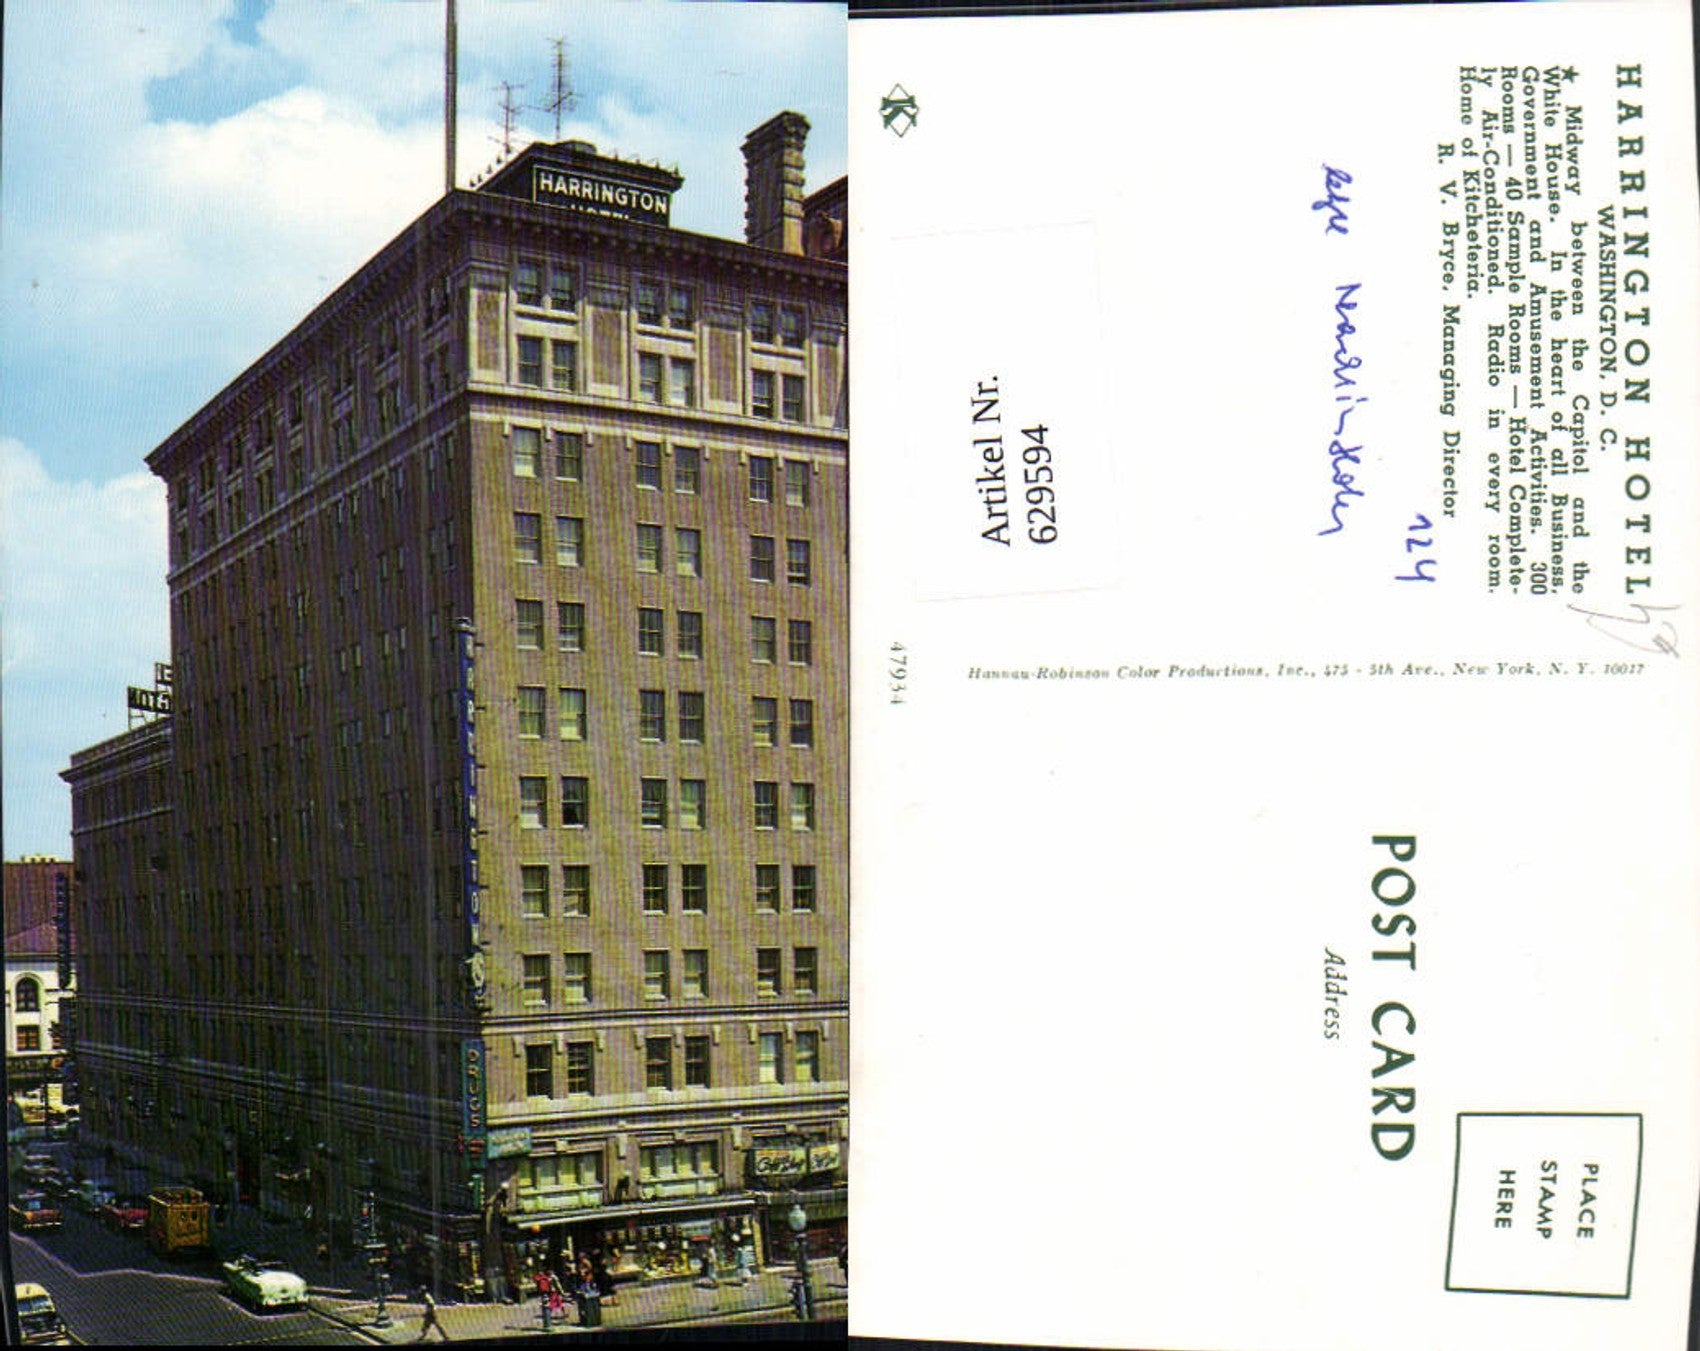 HARRINGTON
HOTEL
HARRINGTON
DRUGS
Coffee Shop
HARRINGTON HOTEL
WASHINGTON, D. C.
★ Midway between the Capitol and the
White House. In the heart of all Business,
Government and Amusement Activities. 300
Rooms — 40 Sample Rooms — Hotel Complete-
ly Air-Conditioned. Radio in every room.
Home of Kitcheteria.
R. V. Bryce, Managing Director
124
K
Artikel Nr.
629594
47934
Hannau-Robinson Color Productions, Inc., 475 - 5th Ave., New York, N. Y. 10017
POST CARD
Address
PLACE
STAMP
HERE